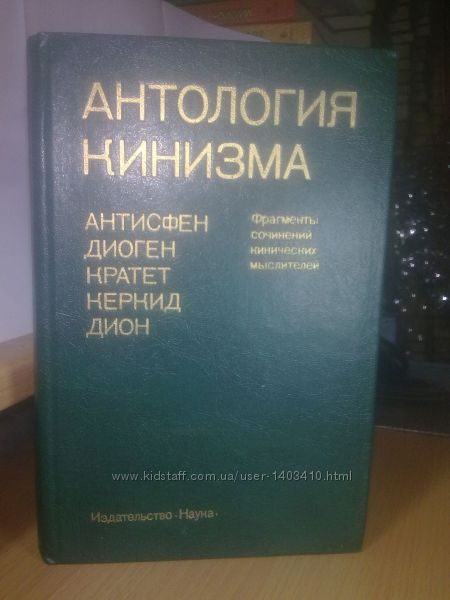 АНТОЛОГИЯ
КИНИЗМА
АНТИСФЕН
ДИОГЕН
КРАТЕТ
КЕРКИД
ДИОН
Фрагменты
сочинений
кинических
мыслителей
www.kidstaff.com.ua/user-1403410.html
Издательство · Наука ·